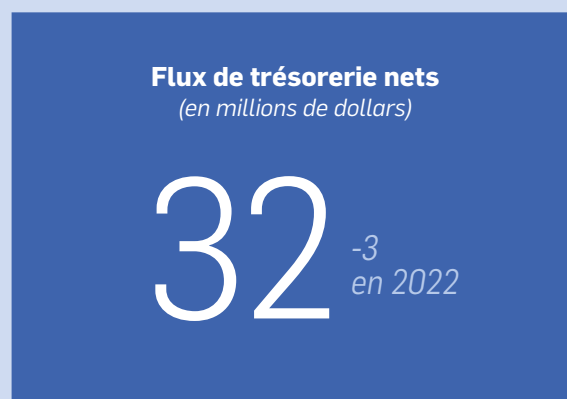 Flux de trésorerie nets
(en millions de dollars)
32
-3
en 2022